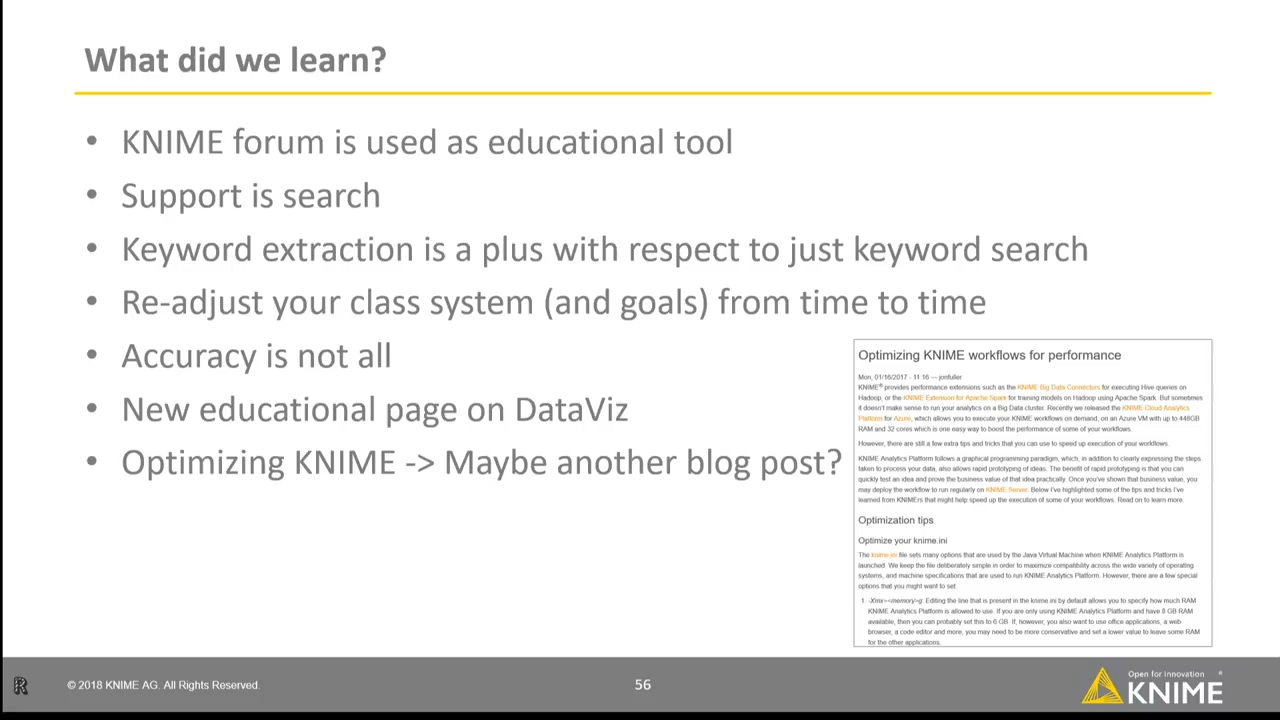 What did we learn?
• KNIME forum is used as educational tool
• Support is search
• Keyword extraction is a plus with respect to just keyword search
• Re-adjust your class system (and goals) from time to time
• Accuracy is not all
• New educational page on DataViz
• Optimizing KNIME -> Maybe another blog post?
Optimizing KNIME workflows for performance
Mon, 01/16/2017 - 11:16 — jonfuller
KNIME® provides performance extensions such as the KNIME Big Data Connectors for executing Hive queries on
Hadoop, or the KNIME Extension for Apache Spark for training models on Hadoop using Apache Spark. But sometimes
it doesn't make sense to run your analytics on a Big Data cluster. Recently we released the KNIME Cloud Analytics
Platform for Azure, which allows you to execute your KNIME workflows on demand, on an Azure VM with up to 448GB
RAM and 32 cores which is one easy way to boost the performance of some of your workflows.
However, there are still a few extra tips and tricks that you can use to speed up execution of your workflows.
KNIME Analytics Platform follows a graphical programming paradigm, which, in addition to clearly expressing the steps
taken to process your data, also allows rapid prototyping of ideas. The benefit of rapid prototyping is that you can
quickly test an idea and prove the business value of that idea practically. Once you've shown that business value, you
may deploy the workflow to run regularly on KNIME Server. Below I've highlighted some of the tips and tricks I've
learned from KNIMErs that might help speed up the execution of some of your workflows. Read on to learn more.
Optimization tips
Optimize your knime.ini
The knime.ini file sets many options that are used by the Java Virtual Machine when KNIME Analytics Platform is
launched. We keep the file deliberately simple in order to maximize compatibility across the wide variety of operating
systems, and machine specifications that are used to run KNIME Analytics Platform. However, there are a few special
options that you might want to set.
1. -Xmx=<memory>g: Editing the line that is present in the knime.ini by default allows you to specify how much RAM
KNIME Analytics Platform is allowed to use. If you are only using KNIME Analytics Platform and have 8 GB RAM
available, then you can probably set this to 6 GB. If, however, you also want to use office applications, a web
browser, a code editor and more, you may need to be more conservative and set a lower value to leave some RAM
for the other applications.
R © 2018 KNIME AG. All Rights Reserved.
56
Open for Innovation ®
KNIME